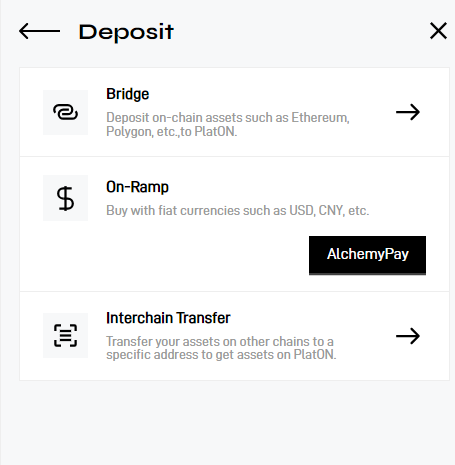 Deposit
Bridge
Deposit on-chain assets such as Ethereum,
Polygon, etc.,to PlatON.
On-Ramp
Buy with fiat currencies such as USD, CNY, etc.
AlchemyPay
Interchain Transfer
Transfer your assets on other chains to a
specific address to get assets on PlatON.